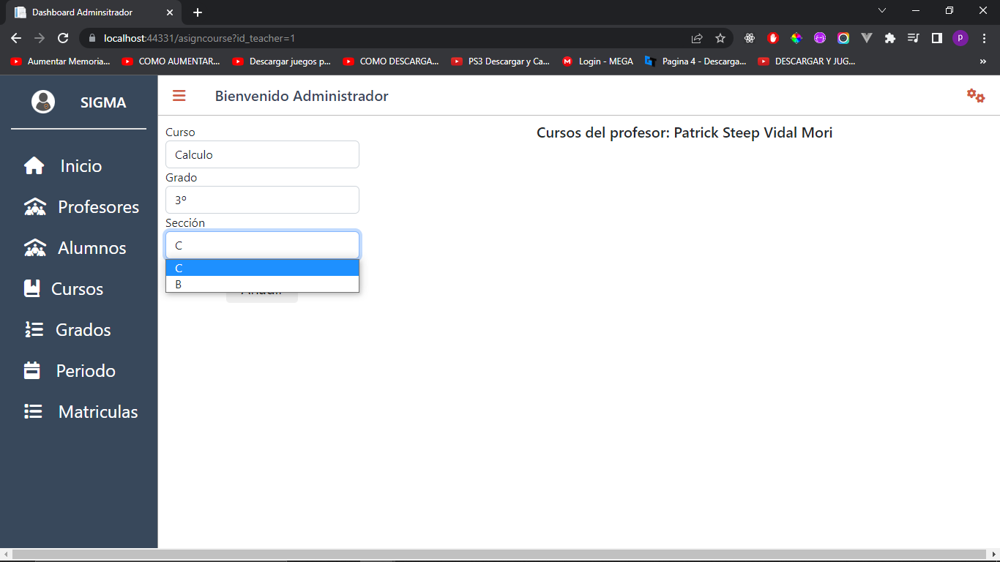 Dashboard Adminsitrador
localhost:44331/asigncourse?id_teacher=1
p
Aumentar Memoria...
COMO AUMENTAR...
Descargar juegos p...
COMO DESCARGA...
PS3 Descargar y Ca...
Login - MEGA
Pagina 4 - Descarga...
DESCARGAR Y JUG...
»
SIGMA
Bienvenido Administrador
Inicio
Profesores
Alumnos
Cursos
Grados
Periodo
Matriculas
Curso
Calculo
Grado
3º
Sección
C
C
B
Cursos del profesor: Patrick Steep Vidal Mori